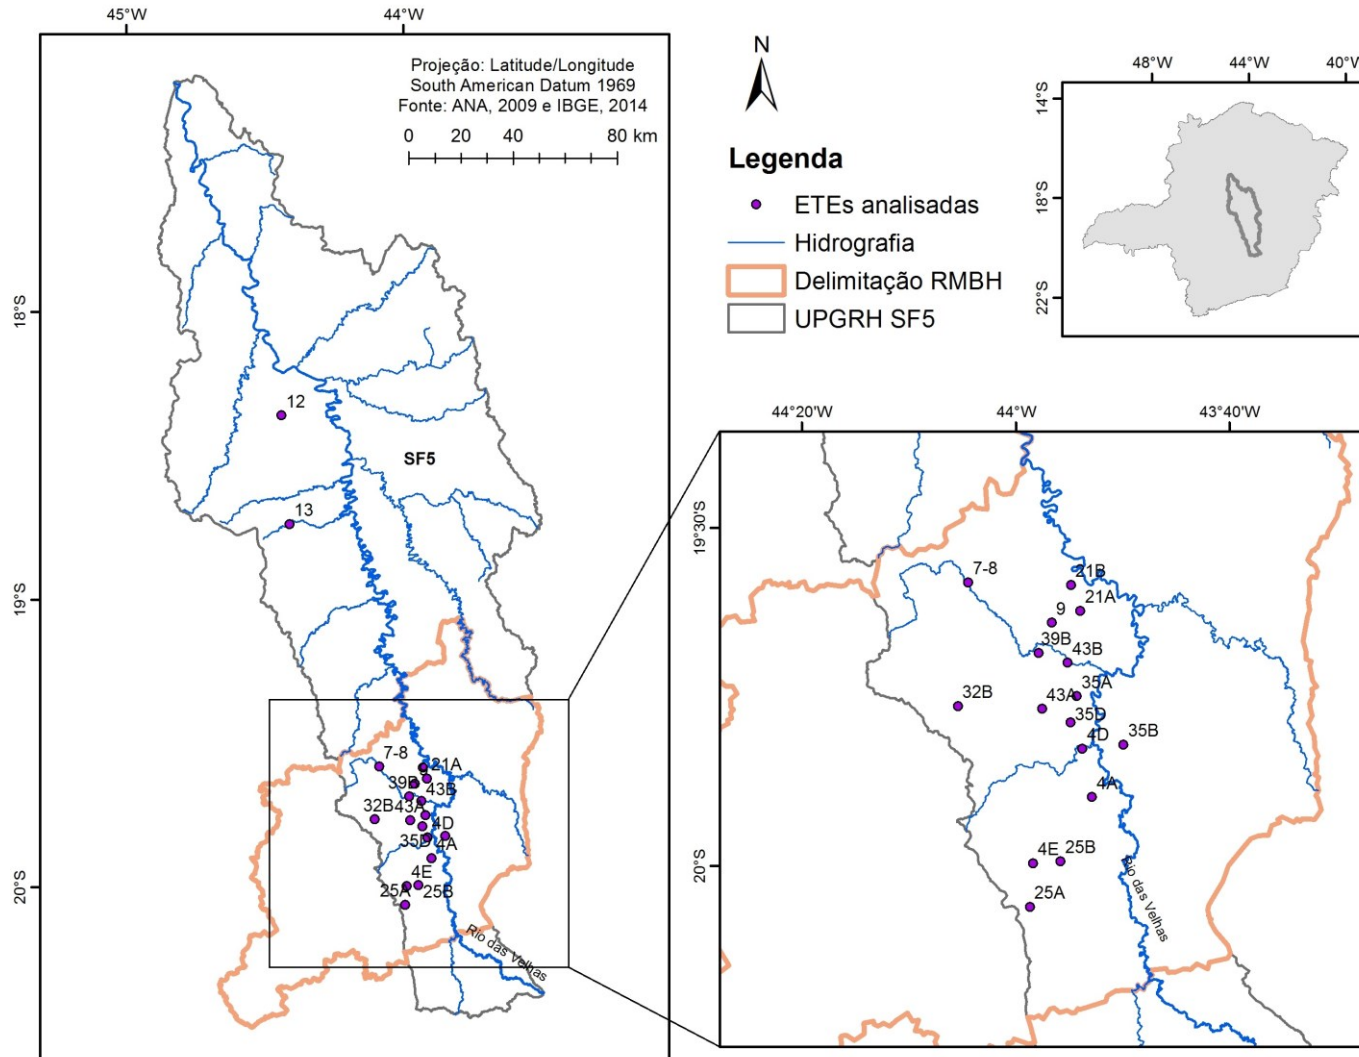 45°W
44°W
Projeção: Latitude/Longitude
South American Datum 1969
Fonte: ANA, 2009 e IBGE, 2014
0 20 40 80 km
18°S
19°S
20°S
12
SF5
13
7-8
21A
9
39B
43B
32B
43A
4D
35D
4A
4E
25A
25B
Rio das Velhas
N
Legenda
ETEs analisadas
Hidrografia
Delimitação RMBH
UPGRH SF5
48°W 44°W 40°W
14°S
18°S
22°S
44°20'W 44°W 43°40'W
19°30'S
20°S
7-8
21B
21A
9
39B
43B
35A
32B
43A
35D
4D
35B
4A
4E
25B
25A
Rio das Velhas